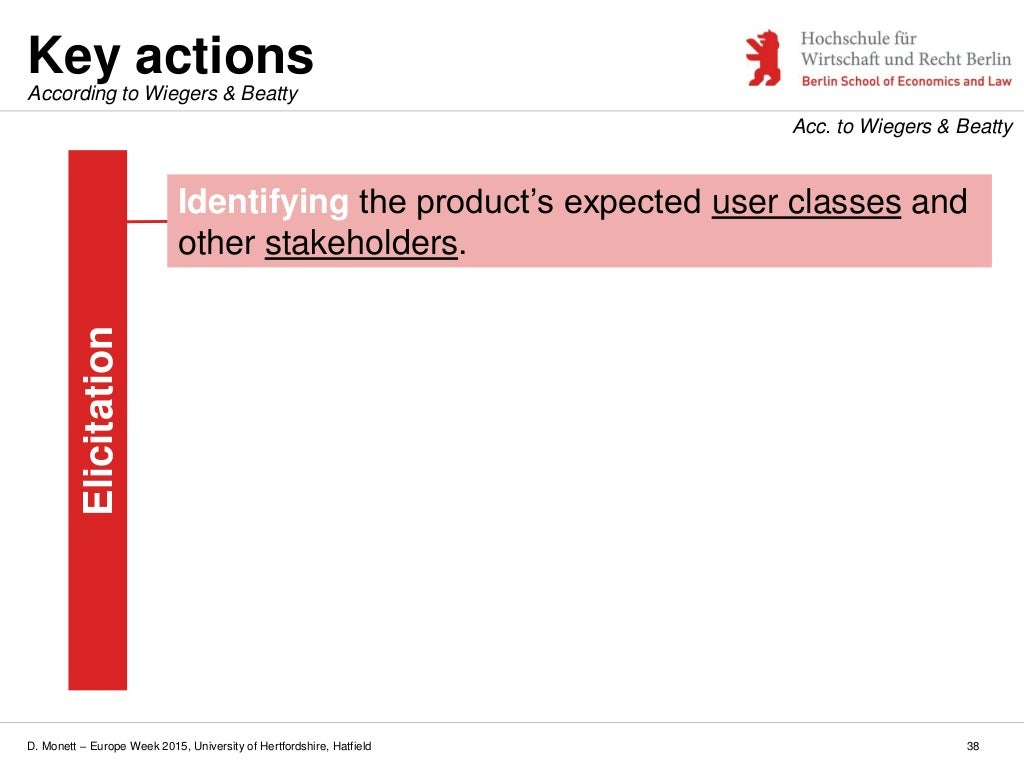 Key actions
According to Wiegers & Beatty
Hochschule für
Wirtschaft und Recht Berlin
Berlin School of Economics and Law
Acc. to Wiegers & Beatty
Elicitation
Identifying the product’s expected user classes and
other stakeholders.
D. Monett – Europe Week 2015, University of Hertfordshire, Hatfield
38